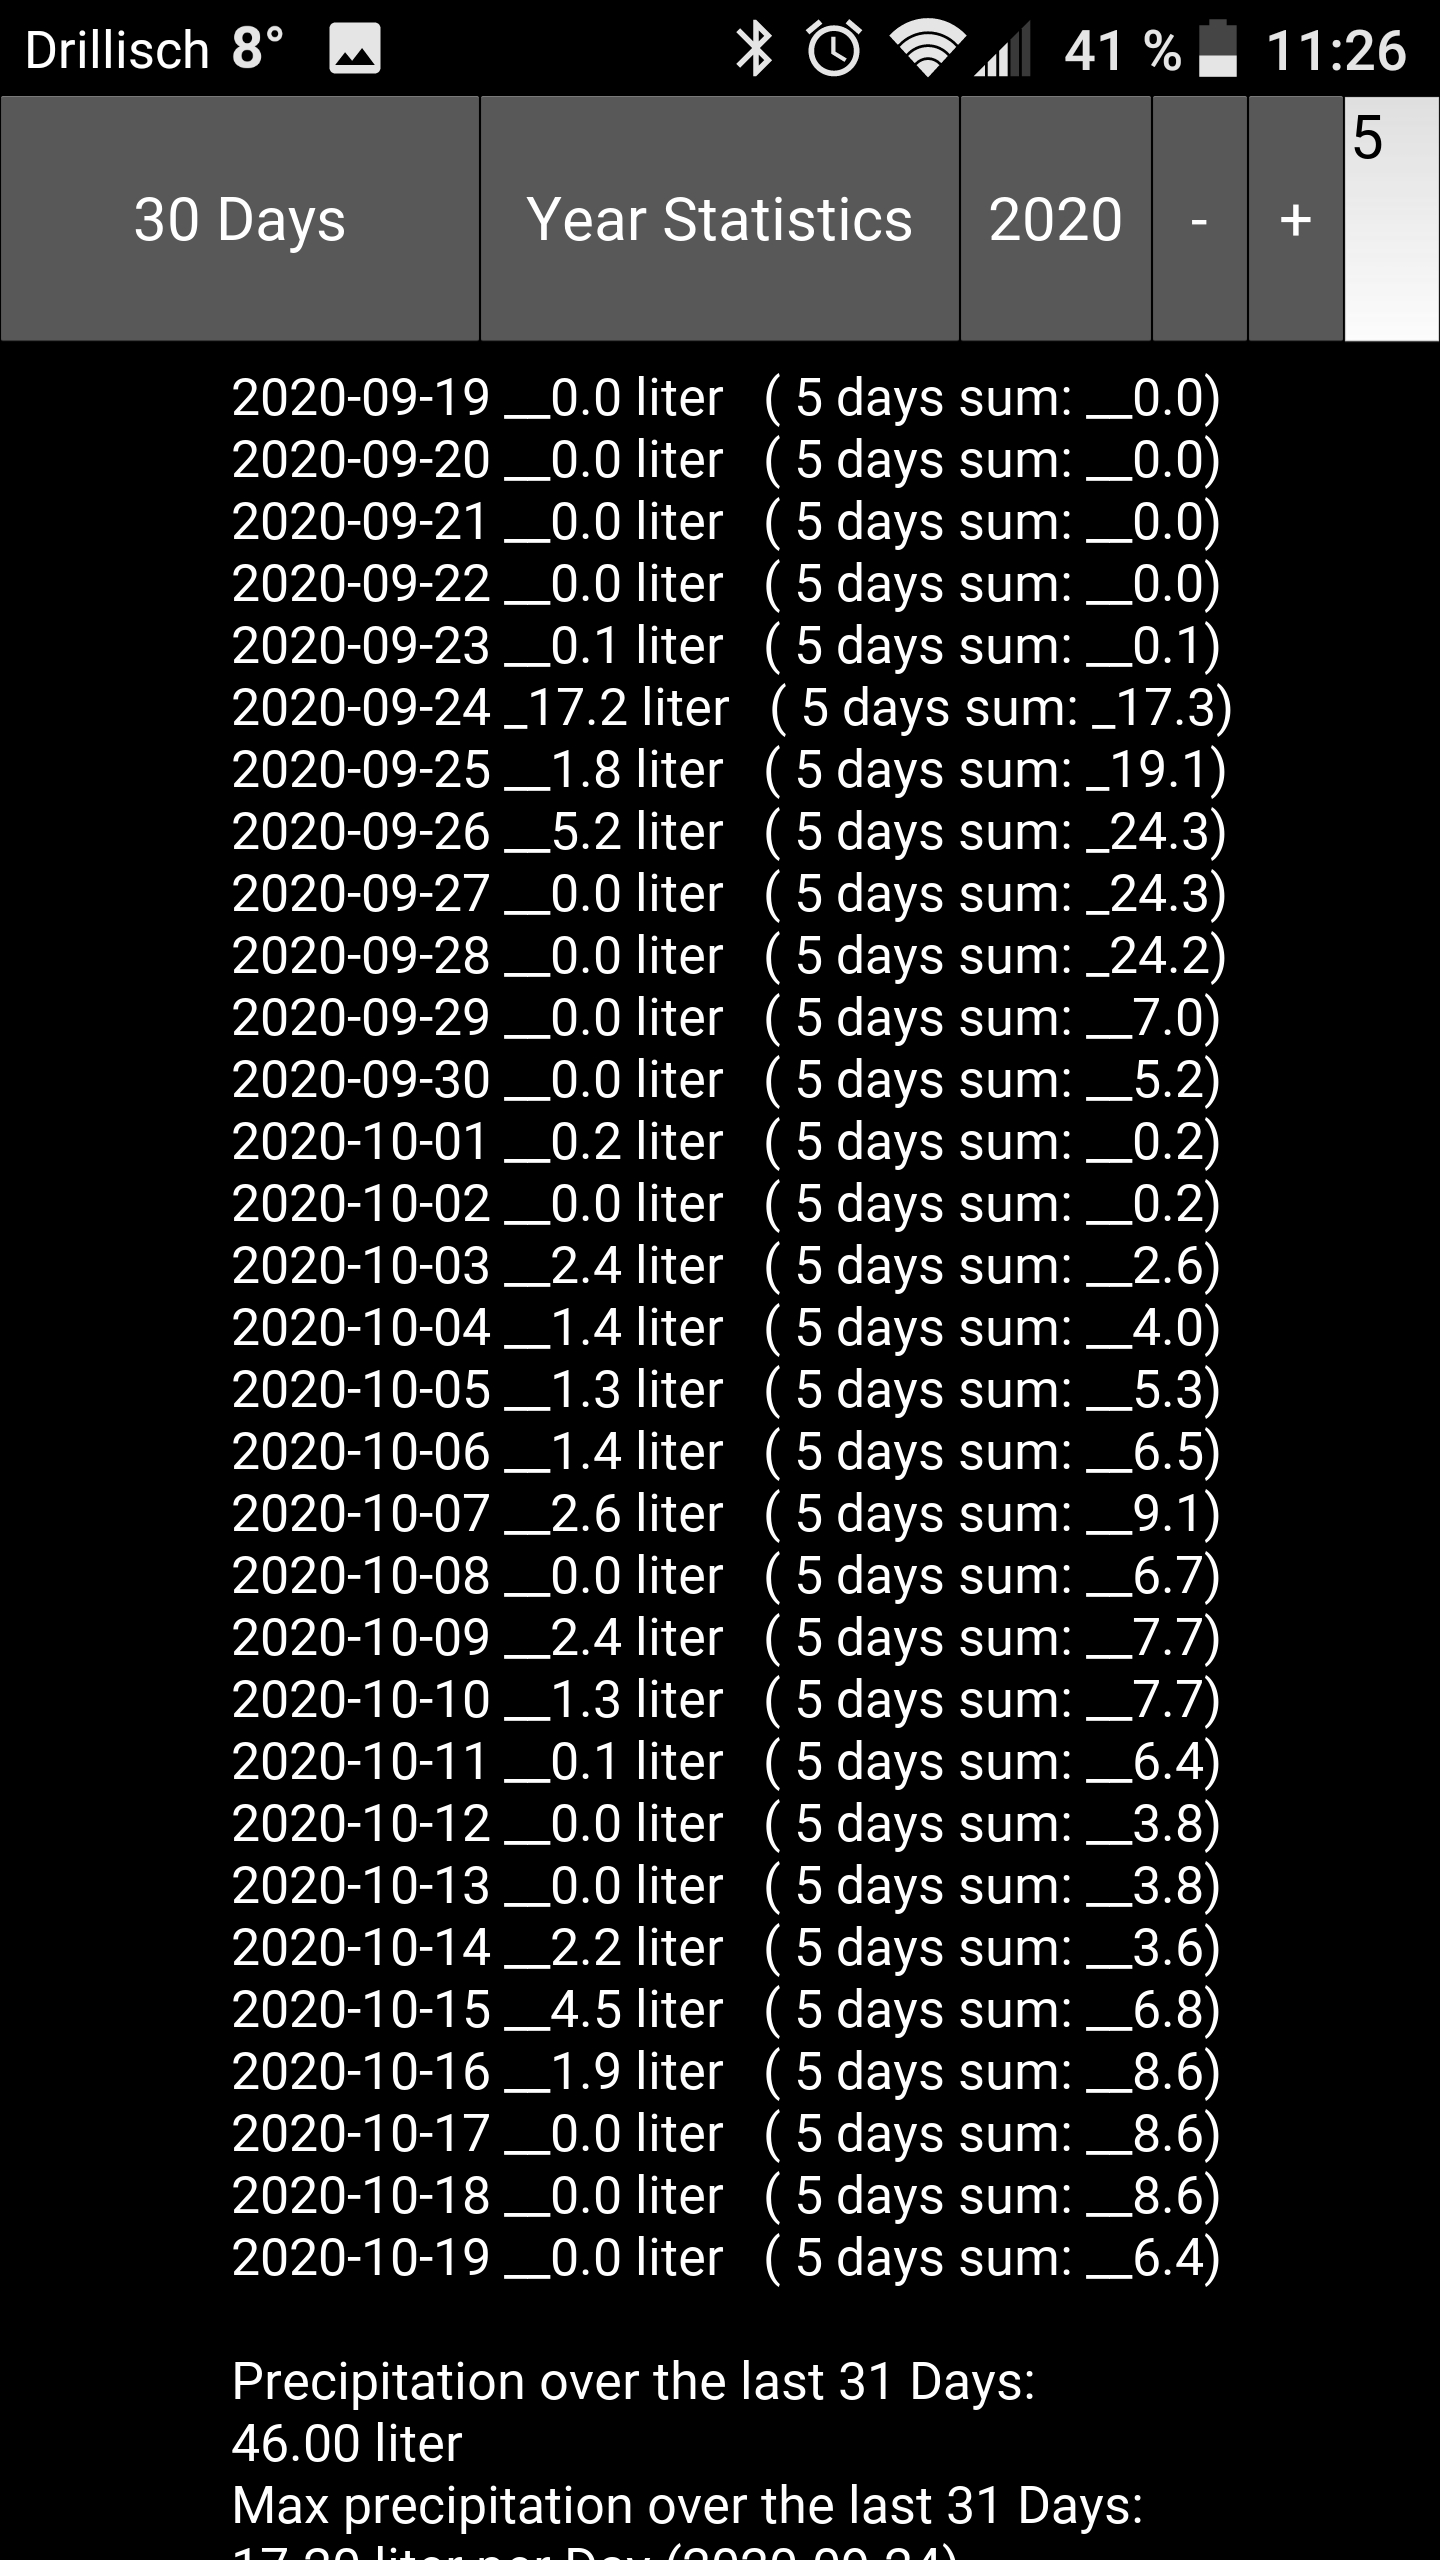 Drillisch 8° 41 % 11:26
30 Days Year Statistics 2020 - + 5
2020-09-19 __0.0 liter ( 5 days sum: __0.0)
2020-09-20 __0.0 liter ( 5 days sum: __0.0)
2020-09-21 __0.0 liter ( 5 days sum: __0.0)
2020-09-22 __0.0 liter ( 5 days sum: __0.0)
2020-09-23 __0.1 liter ( 5 days sum: __0.1)
2020-09-24 _17.2 liter ( 5 days sum: _17.3)
2020-09-25 __1.8 liter ( 5 days sum: _19.1)
2020-09-26 __5.2 liter ( 5 days sum: _24.3)
2020-09-27 __0.0 liter ( 5 days sum: _24.3)
2020-09-28 __0.0 liter ( 5 days sum: _24.2)
2020-09-29 __0.0 liter ( 5 days sum: __7.0)
2020-09-30 __0.0 liter ( 5 days sum: __5.2)
2020-10-01 __0.2 liter ( 5 days sum: __0.2)
2020-10-02 __0.0 liter ( 5 days sum: __0.2)
2020-10-03 __2.4 liter ( 5 days sum: __2.6)
2020-10-04 __1.4 liter ( 5 days sum: __4.0)
2020-10-05 __1.3 liter ( 5 days sum: __5.3)
2020-10-06 __1.4 liter ( 5 days sum: __6.5)
2020-10-07 __2.6 liter ( 5 days sum: __9.1)
2020-10-08 __0.0 liter ( 5 days sum: __6.7)
2020-10-09 __2.4 liter ( 5 days sum: __7.7)
2020-10-10 __1.3 liter ( 5 days sum: __7.7)
2020-10-11 __0.1 liter ( 5 days sum: __6.4)
2020-10-12 __0.0 liter ( 5 days sum: __3.8)
2020-10-13 __0.0 liter ( 5 days sum: __3.8)
2020-10-14 __2.2 liter ( 5 days sum: __3.6)
2020-10-15 __4.5 liter ( 5 days sum: __6.8)
2020-10-16 __1.9 liter ( 5 days sum: __8.6)
2020-10-17 __0.0 liter ( 5 days sum: __8.6)
2020-10-18 __0.0 liter ( 5 days sum: __8.6)
2020-10-19 __0.0 liter ( 5 days sum: __6.4)
Precipitation over the last 31 Days:
46.00 liter
Max precipitation over the last 31 Days:
17.20 liter per Day (2020-09-24)